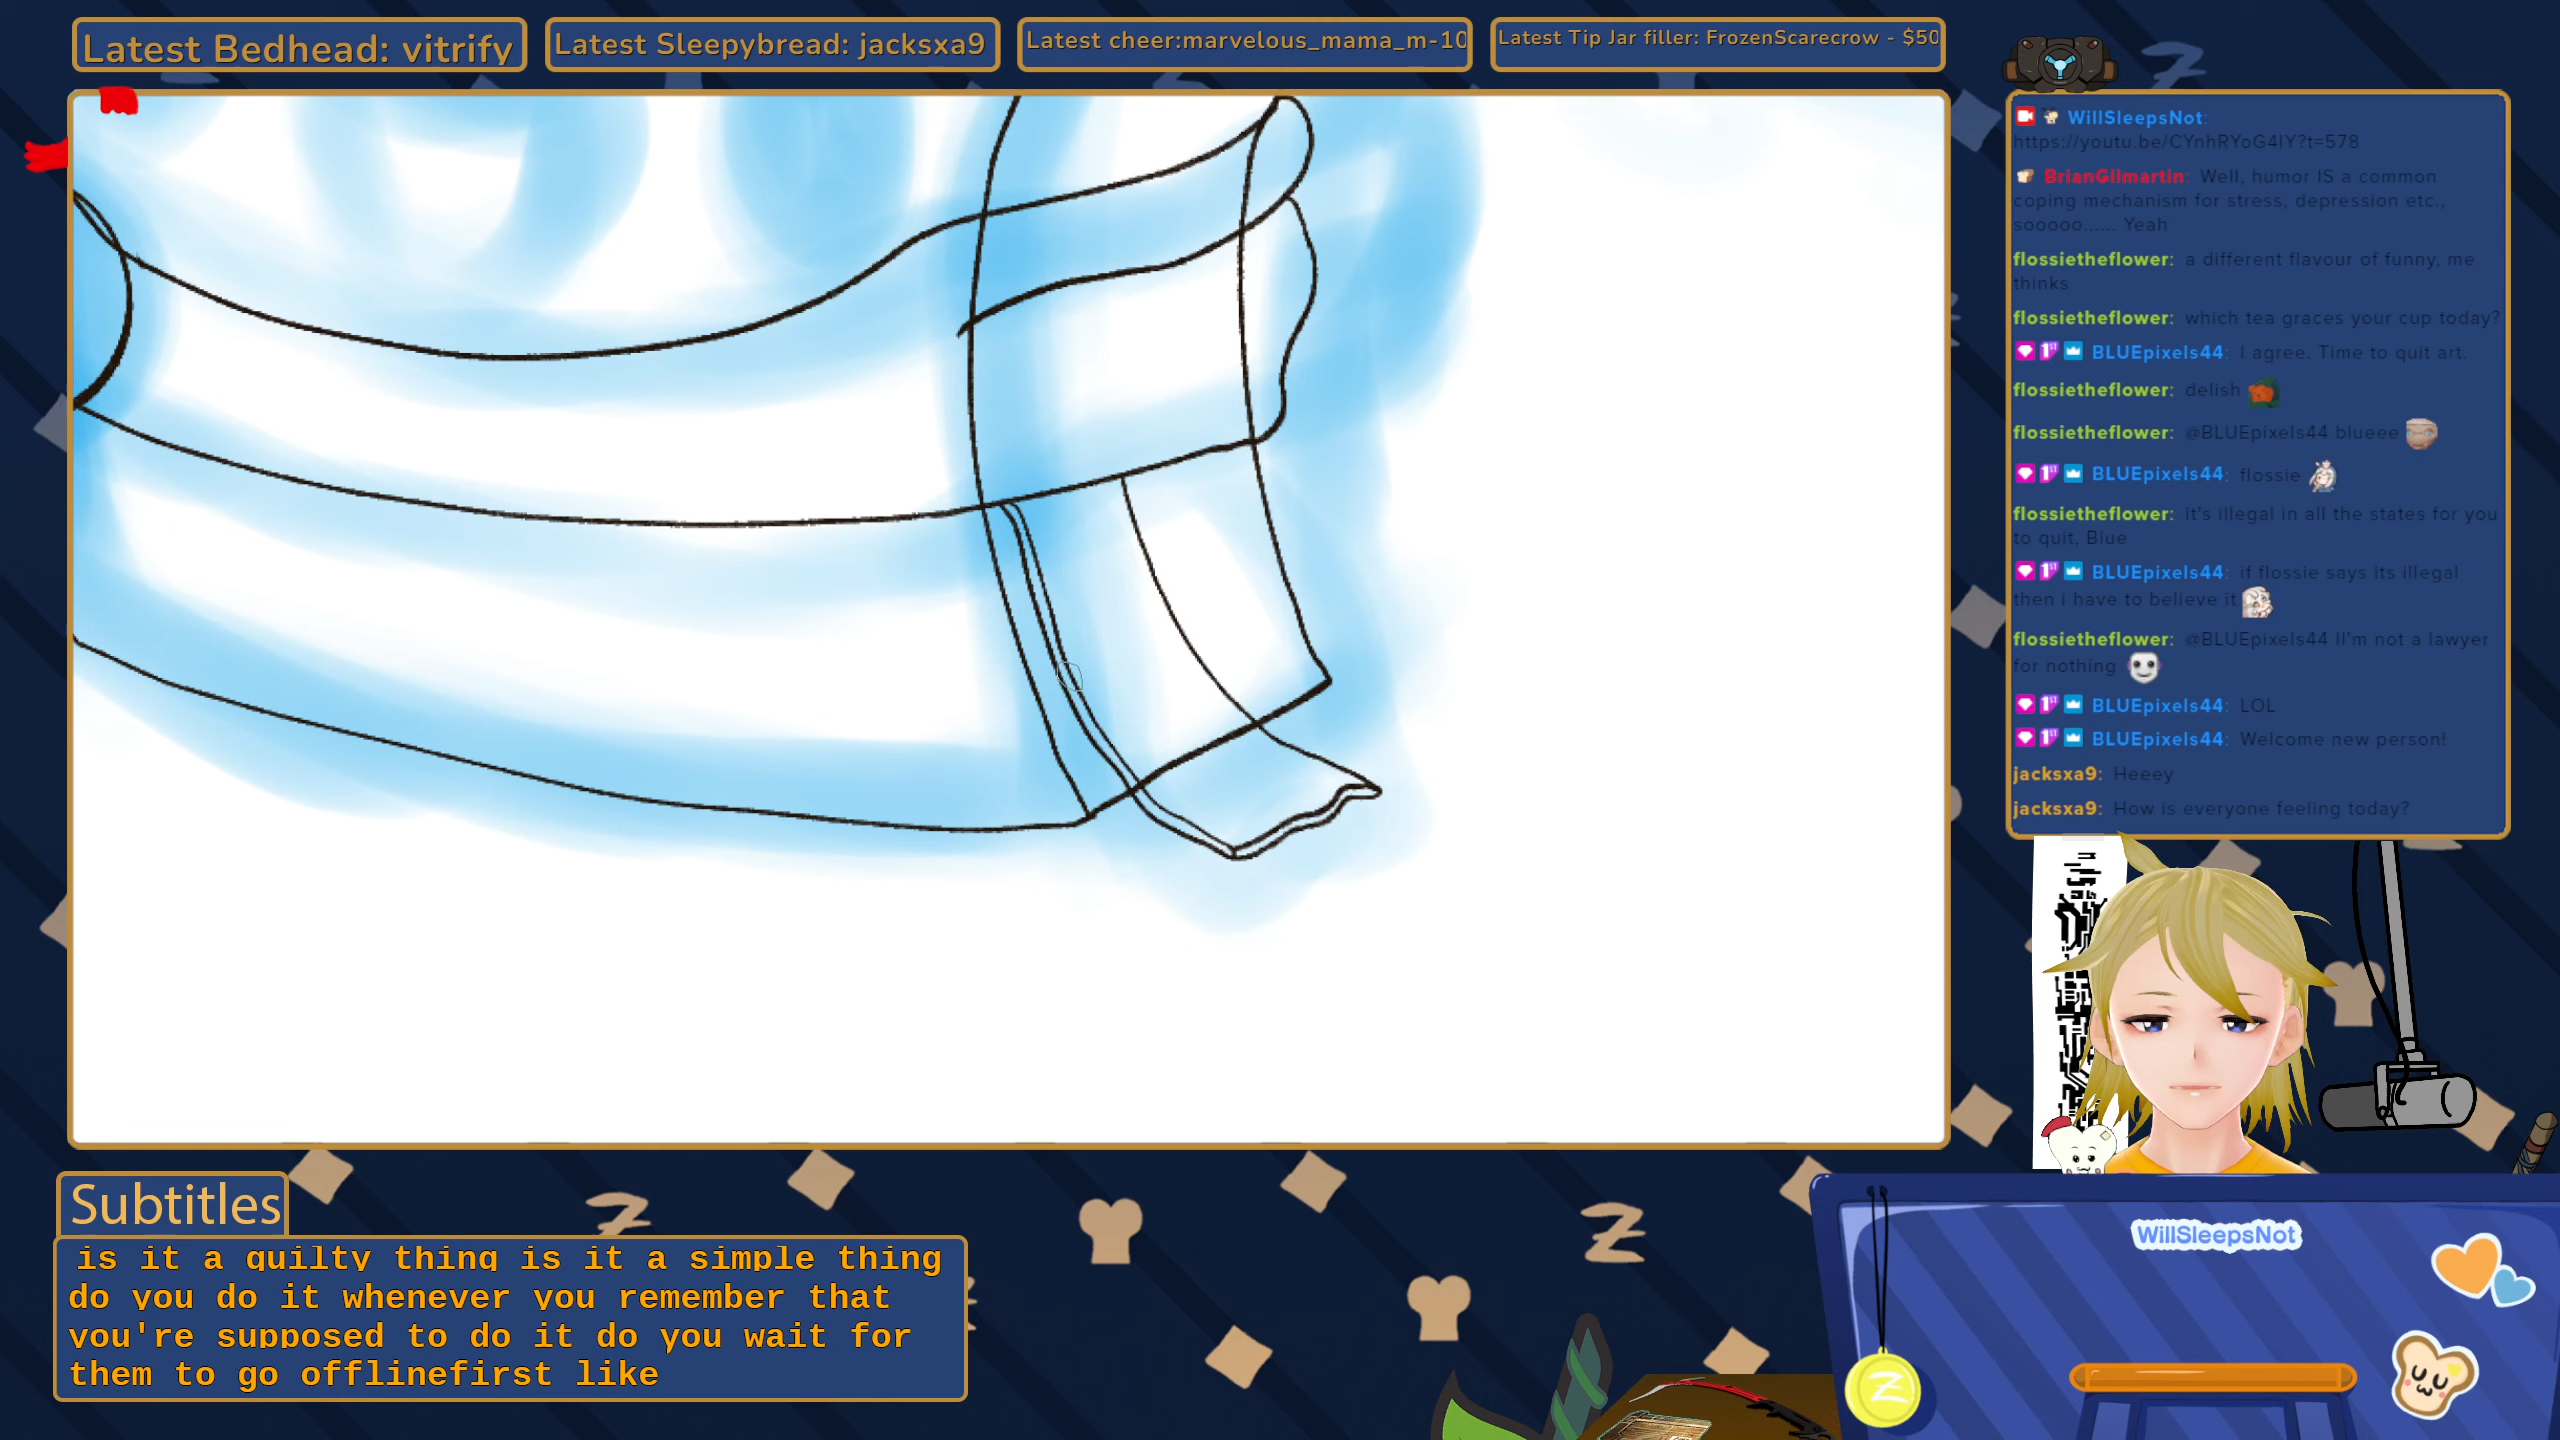 Latest Bedhead: vitrify
Latest Sleepybread: jacksxa9
Latest cheer:marvelous_mama_m-10
Latest Tip Jar filler: FrozenScarecrow - $50
WillSleepsNot:
https://youtu.be/CYnhRYoG4IY?t=578
BrianGilmartin: Well, humor IS a common
coping mechanism for stress, depression etc.,
sooooo...... Yeah
flossietheflower: a different flavour of funny, me
thinks
flossietheflower: which tea graces your cup today?
BLUEpixels44: I agree. Time to quit art.
flossietheflower: delish
flossietheflower: @BLUEpixels44 blueee
BLUEpixels44: flossie
flossietheflower: it's illegal in all the states for you
to quit, Blue
BLUEpixels44: if flossie says its illegal
then i have to believe it
flossietheflower: @BLUEpixels44 II'm not a lawyer
for nothing
BLUEpixels44: LOL
BLUEpixels44: Welcome new person!
jacksxa9: Heeey
jacksxa9: How is everyone feeling today?
Subtitles
is it a guilty thing is it a simple thing
do you do it whenever you remember that
you're supposed to do it do you wait for
them to go offlinefirst like
WillSleepsNot
Z